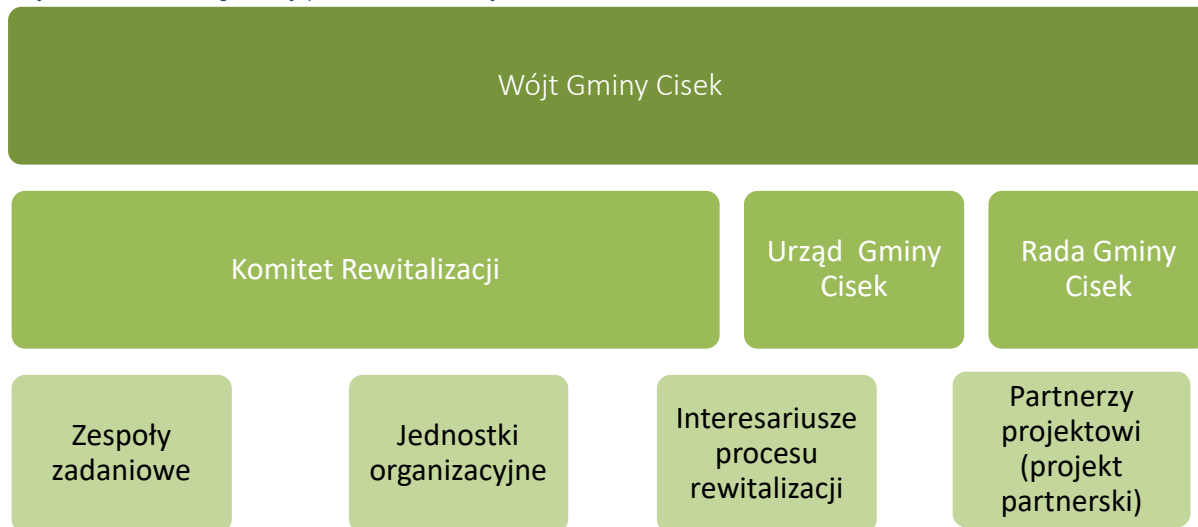 Wójt Gminy Cisek
Komitet Rewitalizacji
Urząd Gminy
Cisek
Rada Gminy
Cisek
Zespoły
zadaniowe
Jednostki
organizacyjne
Interesariusze
procesu
rewitalizacji
Partnerzy
projektowi
(projekt
partnerski)